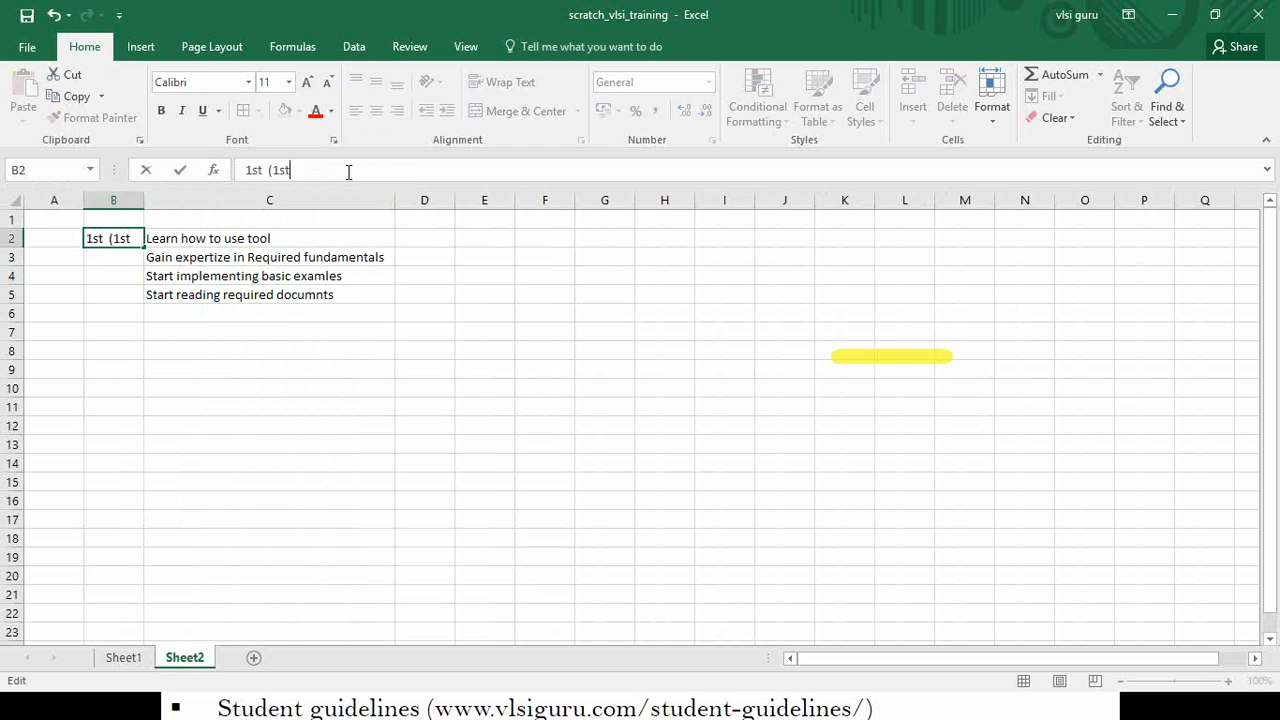 scratch_vlsi_training - Excel
vlsi guru
File
Home
Insert
Page Layout
Formulas
Data
Review
View
Tell me what you want to do
Share
Paste
Cut
Copy
Format Painter
Clipboard
Calibri
11
B I U
Font
Wrap Text
Merge & Center
Alignment
General
%
Number
Conditional Formatting
Format as Table
Cell Styles
Styles
Insert
Delete
Format
Cells
AutoSum
Fill
Clear
Sort & Filter
Find & Select
Editing
B2
fx
1st (1st
A B C D E F G H I J K L M N O P Q
1
2 1st (1st Learn how to use tool
3 Gain expertize in Required fundamentals
4 Start implementing basic examles
5 Start reading required documnts
6
7
8
9
10
11
12
13
14
15
16
17
18
19
20
21
22
23
Sheet1
Sheet2
Edit
100%
▪ Student guidelines (www.vlsiguru.com/student-guidelines/)